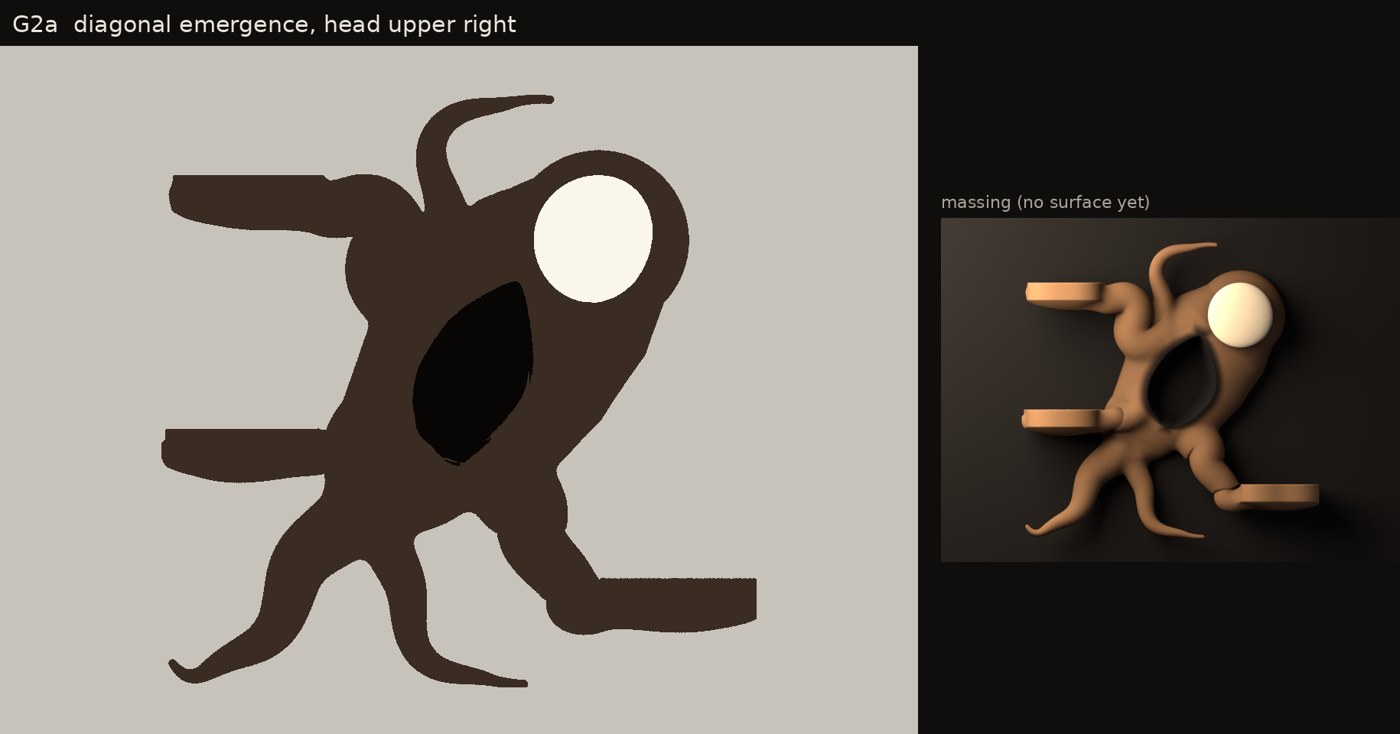 G2a  diagonal emergence, head upper right
massing (no surface yet)